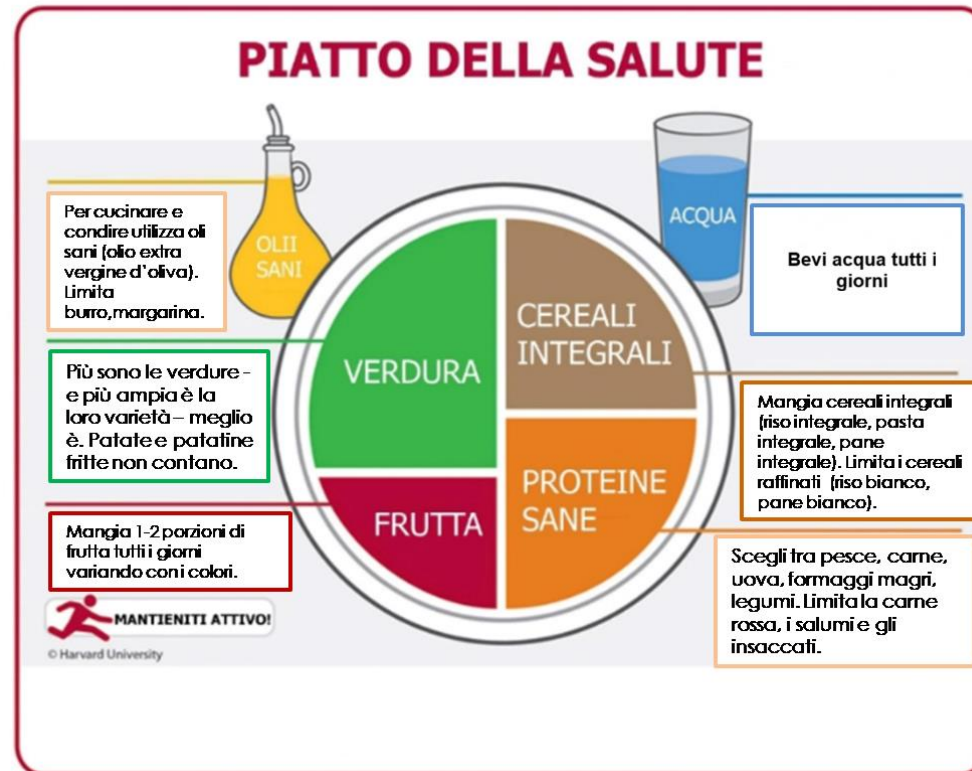 PIATTO DELLA SALUTE
Per cucinare e
condire utilizza oli
sani (olio extra
vergine d'oliva).
Limita
burro,margarina.
OLII
SANI
ACQUA
Bevi acqua tutti i
giorni
Più sono le verdure –
e più ampia è la
loro varietà – meglio
è. Patate e patatine
fritte non contano.
VERDURA
CEREALI
INTEGRALI
Mangia cereali integrali
(riso integrale, pasta
integrale, pane
integrale). Limita i cereali
raffinati (riso bianco,
pane bianco).
Mangia 1-2 porzioni di
frutta tutti i giorni
variando con i colori.
FRUTTA
PROTEINE
SANE
Scegli tra pesce, carne,
uova, formaggi magri,
legumi. Limita la carne
rossa, i salumi e gli
insaccati.
MANTIENITI ATTIVO!
© Harvard University